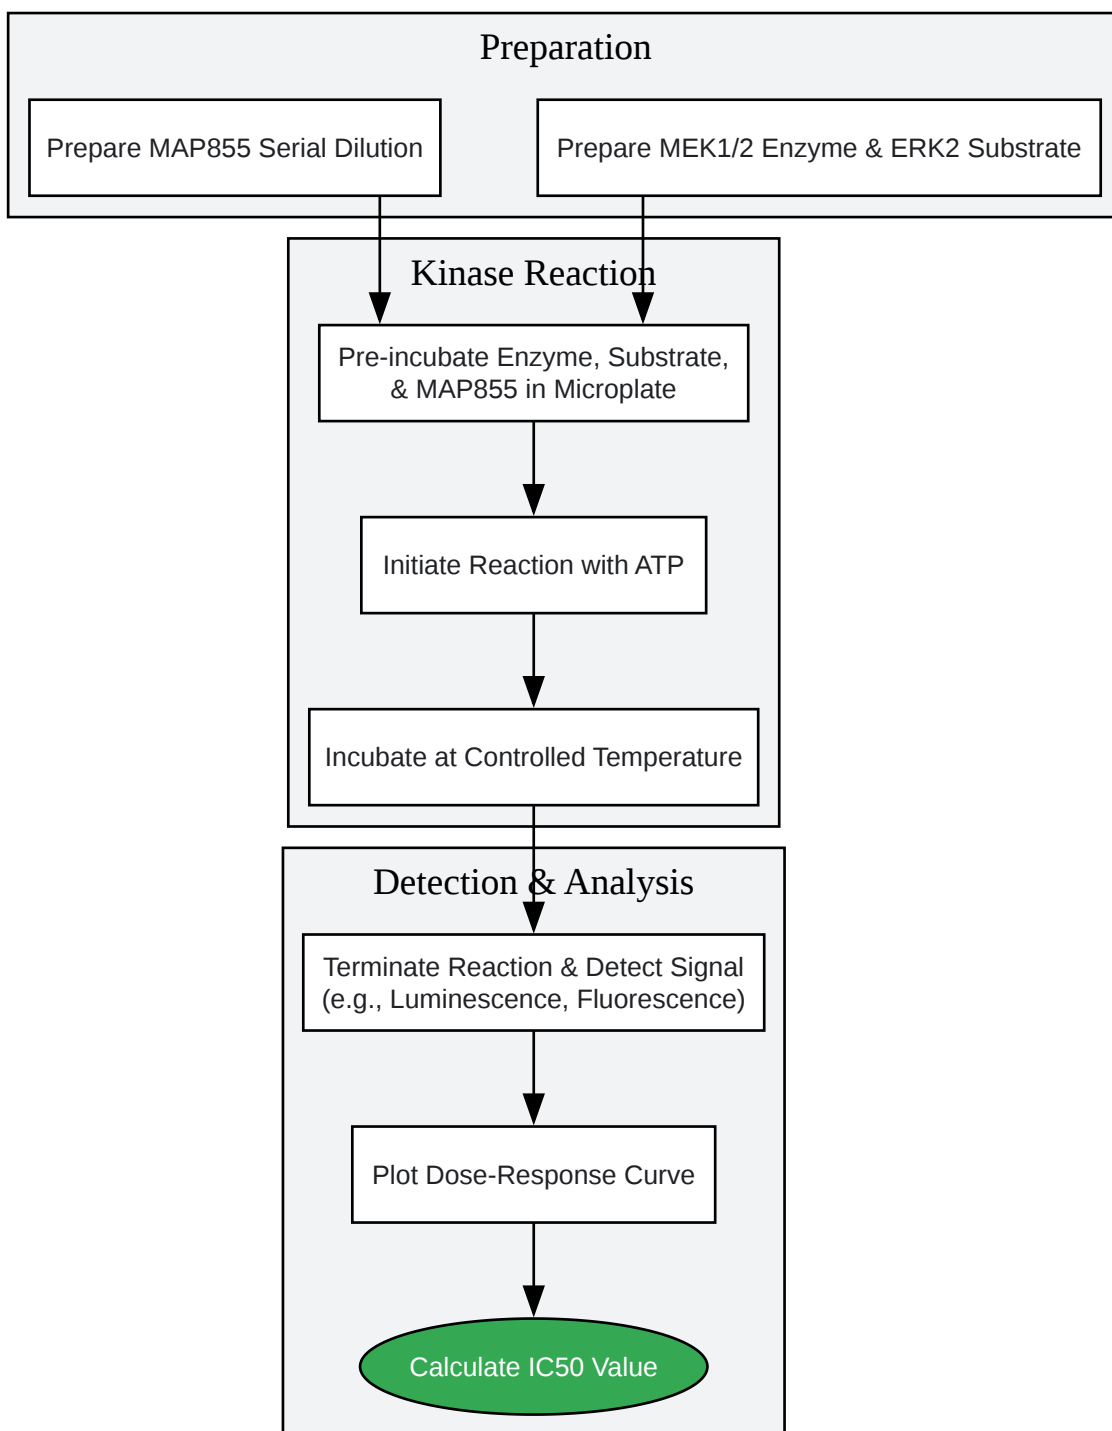 Preparation
Prepare MAP855 Serial Dilution
Prepare MEK1/2 Enzyme & ERK2 Substrate
Kinase Reaction
Pre-incubate Enzyme, Substrate,
& MAP855 in Microplate
Initiate Reaction with ATP
Incubate at Controlled Temperature
Detection & Analysis
Terminate Reaction & Detect Signal
(e.g., Luminescence, Fluorescence)
Plot Dose-Response Curve
Calculate IC50 Value